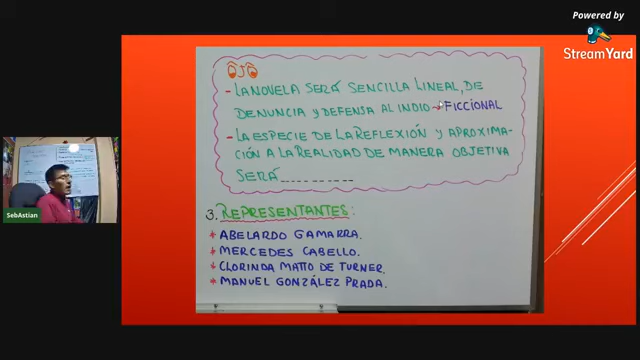 Powered by
StreamYard
OJO
- LA NOVELA SERÁ SENCILLA LINEAL, DE
DENUNCIA Y DEFENSA AL INDIO → FICCIONAL
- LA ESPECIE DE LA REFLEXIÓN Y APROXIMA-
CIÓN A LA REALIDAD DE MANERA OBJETIVA
SERÁ__________
3. REPRESENTANTES:
* ABELARDO GAMARRA.
* MERCEDES CABELLO.
* CLORINDA MATTO DE TURNER.
* MANUEL GONZÁLEZ PRADA.
SebAstian